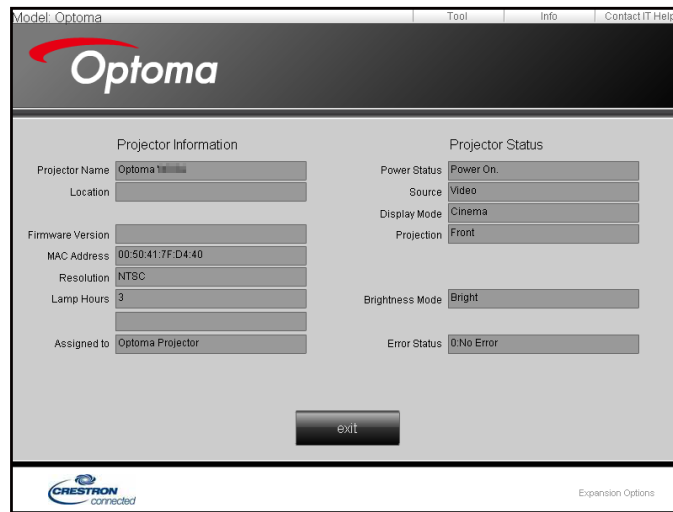 Model: Optoma
Tool
Info
Contact IT Help
Optoma
Projector Information
Projector Name
Optoma
Location
Firmware Version
MAC Address
00:50:41:7F:D4:40
Resolution
NTSC
Lamp Hours
3
Assigned to
Optoma Projector
Projector Status
Power Status
Power On.
Source
Video
Display Mode
Cinema
Projection
Front
Brightness Mode
Bright
Error Status
0:No Error
exit
CRESTRON
connected
Expansion Options